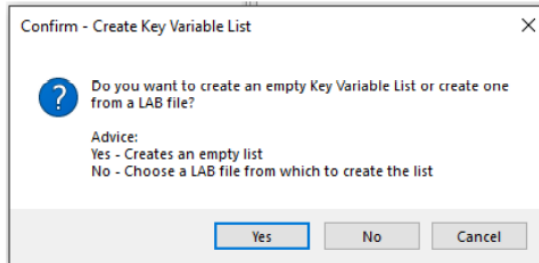 Confirm - Create Key Variable List
Do you want to create an empty Key Variable List or create one
from a LAB file?
Advice:
Yes - Creates an empty list
No - Choose a LAB file from which to create the list
Yes No Cancel